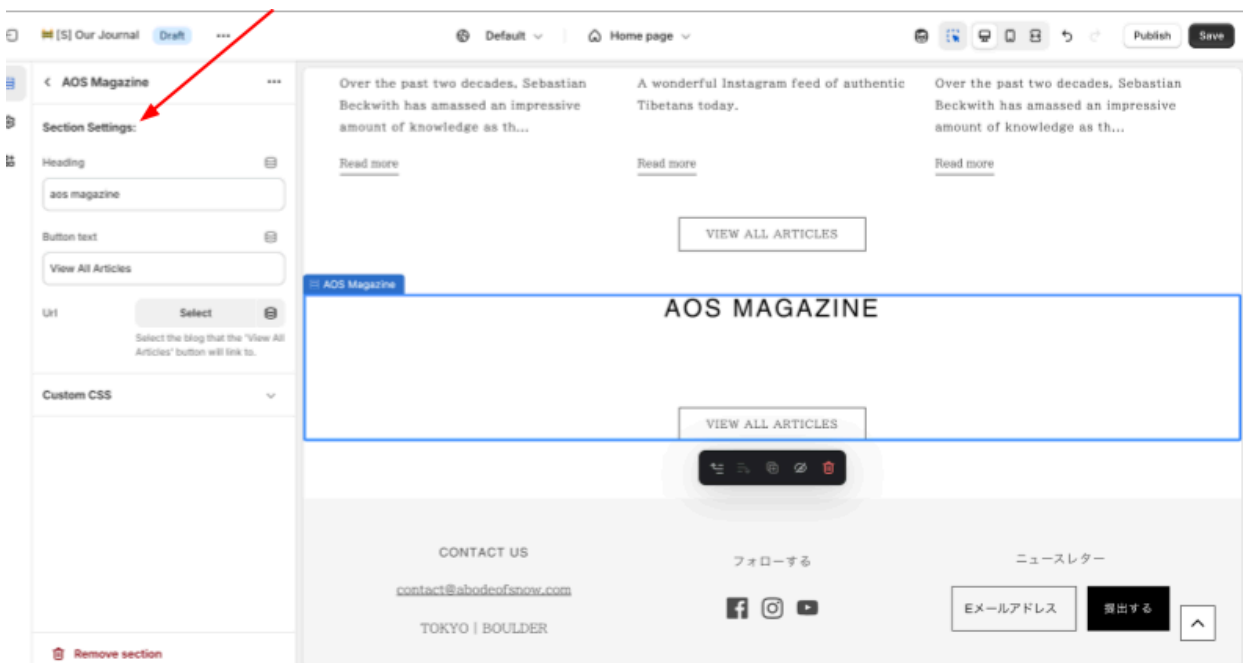 [S] Our Journal Draft
Default
Home page
Publish
Save
AOS Magazine
Section Settings:
Heading
aos magazine
Button text
View All Articles
Url
Select
Select the blog that the 'View All
Articles' button will link to.
Custom CSS
Remove section
Over the past two decades, Sebastian
Beckwith has amassed an impressive
amount of knowledge as th...
Read more
A wonderful Instagram feed of authentic
Tibetans today.
Read more
Over the past two decades, Sebastian
Beckwith has amassed an impressive
amount of knowledge as th...
Read more
VIEW ALL ARTICLES
AOS Magazine
AOS MAGAZINE
VIEW ALL ARTICLES
CONTACT US
contact@abodeofsnow.com
TOKYO | BOULDER
フォローする
ニュースレター
Eメールアドレス
提出する